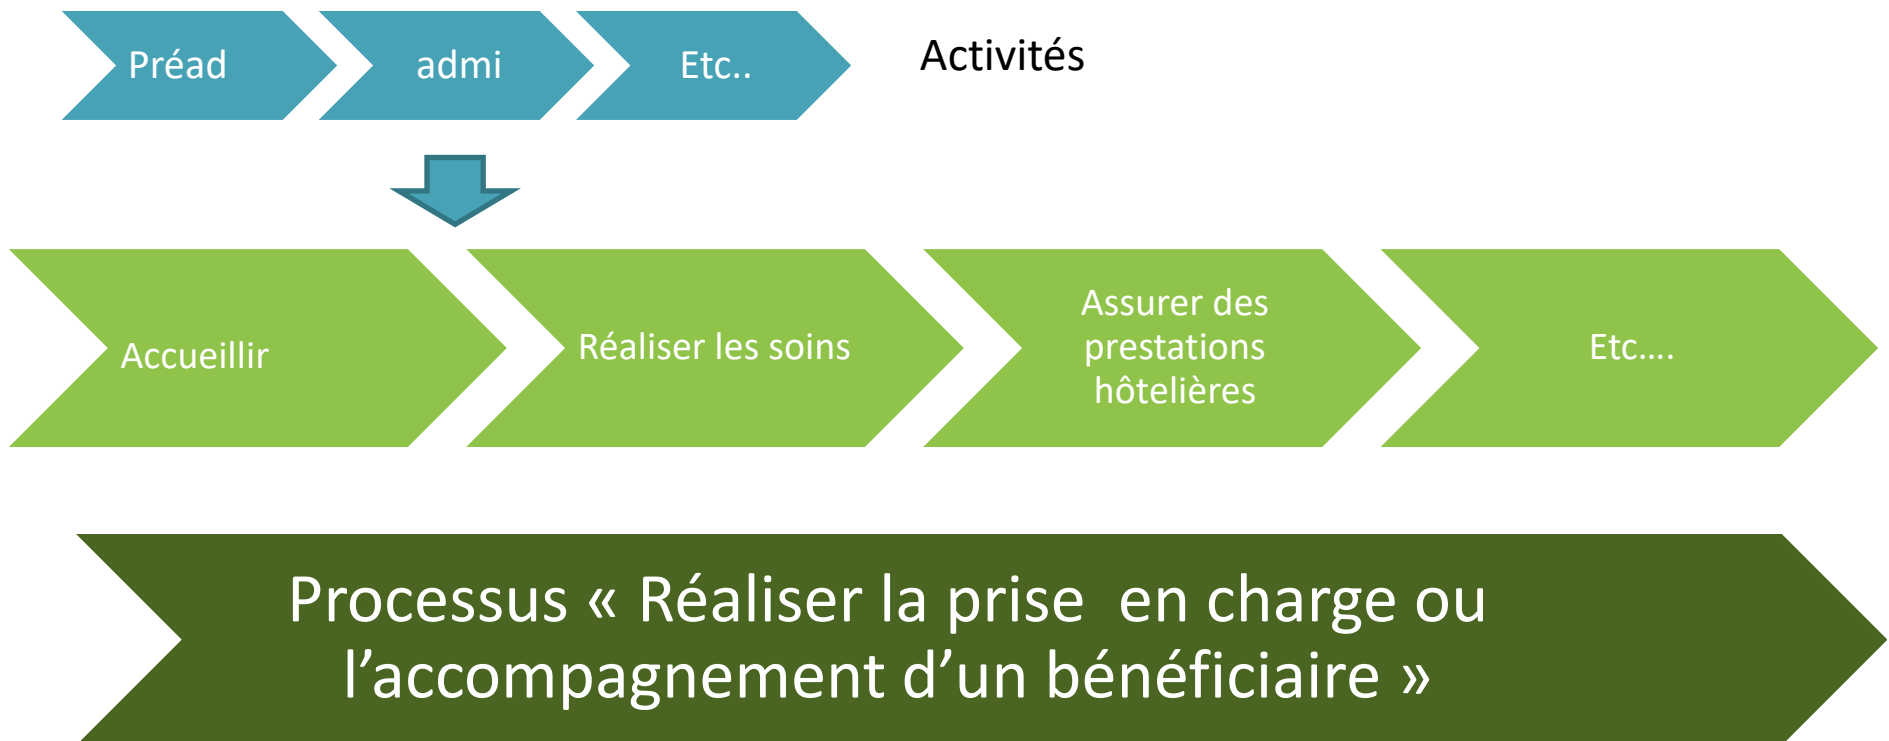 Préad
admi
Etc..
Activités
Accueillir
Réaliser les soins
Assurer des
prestations
hôtelières
Etc....
Processus « Réaliser la prise  en charge ou
l’accompagnement d’un bénéficiaire »